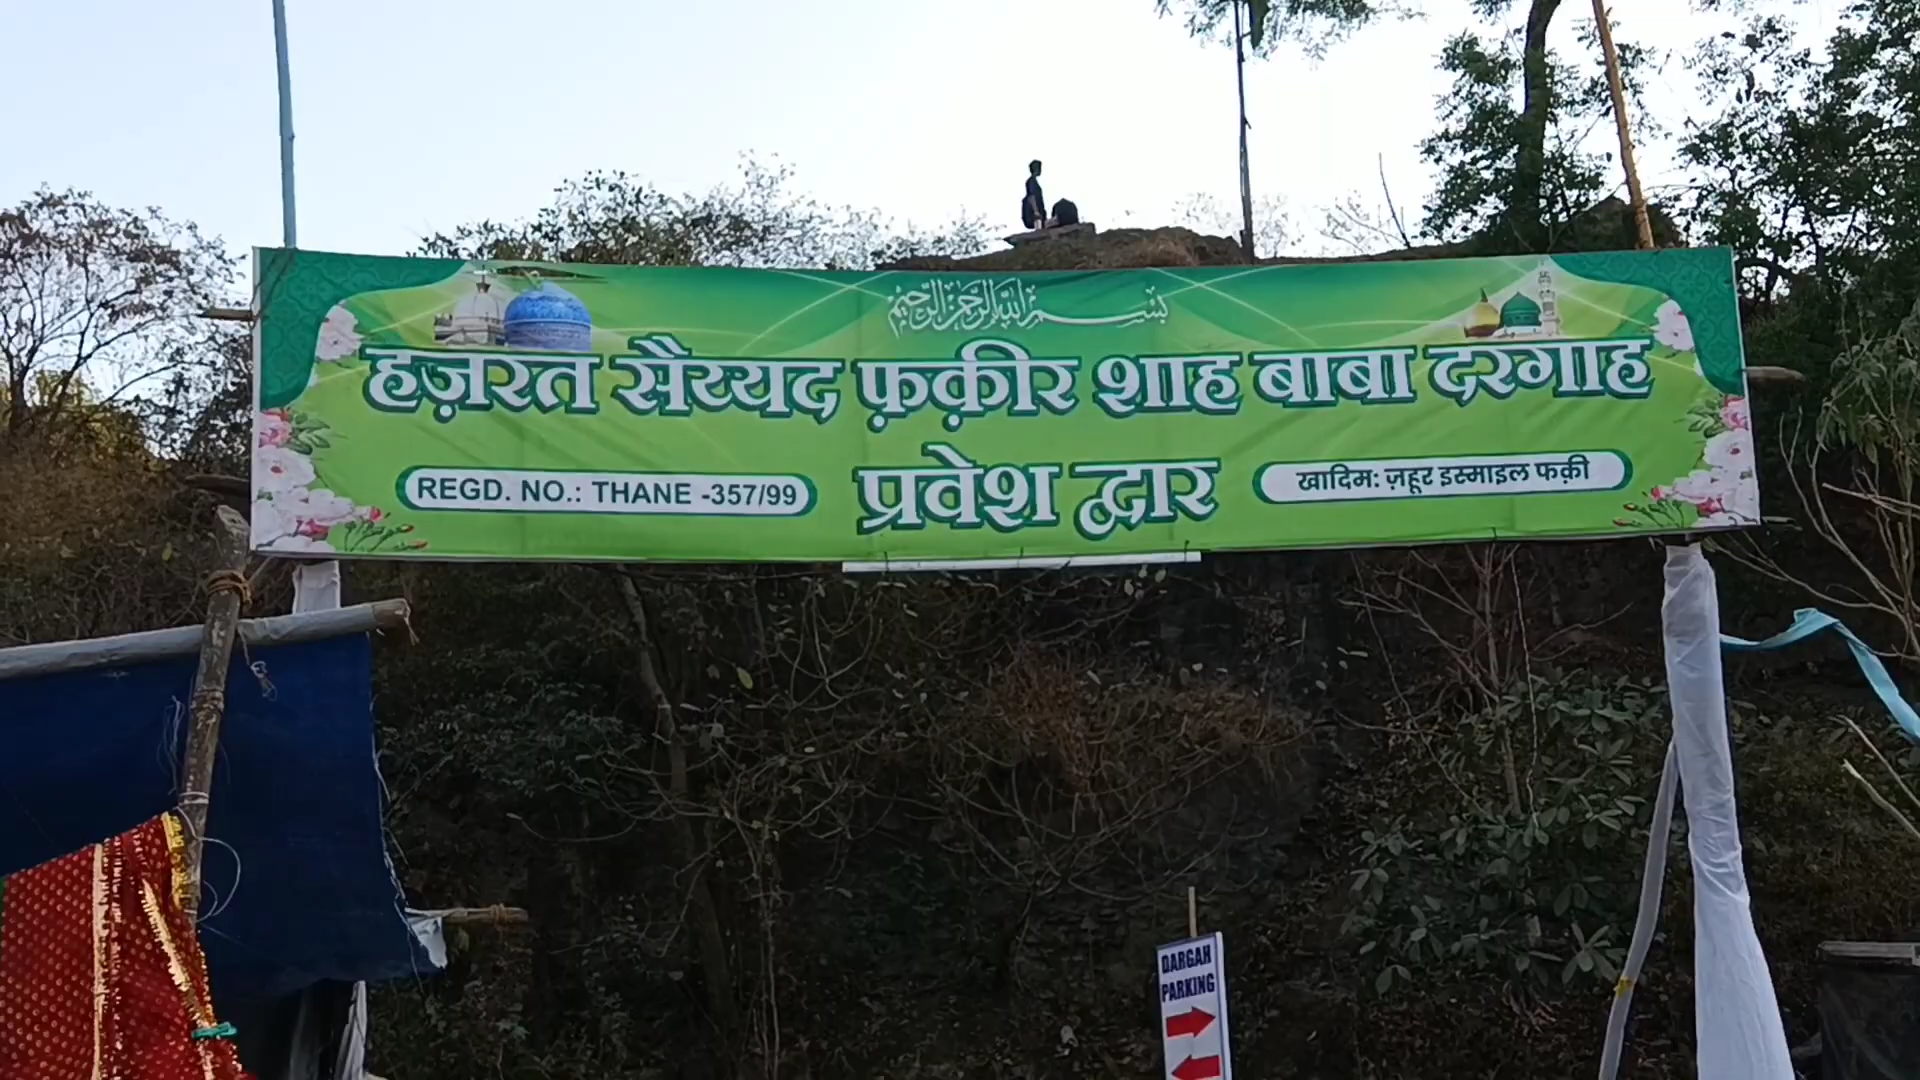 بسم الله الرحمن الرحيم
हज़रत सैय्यद फ़क़ीर शाह बाबा दरगाह
REGD. NO.: THANE -357/99
प्रवेश द्वार
खादिम: ज़हूर इस्माइल फक़ी
DARGAH
PARKING